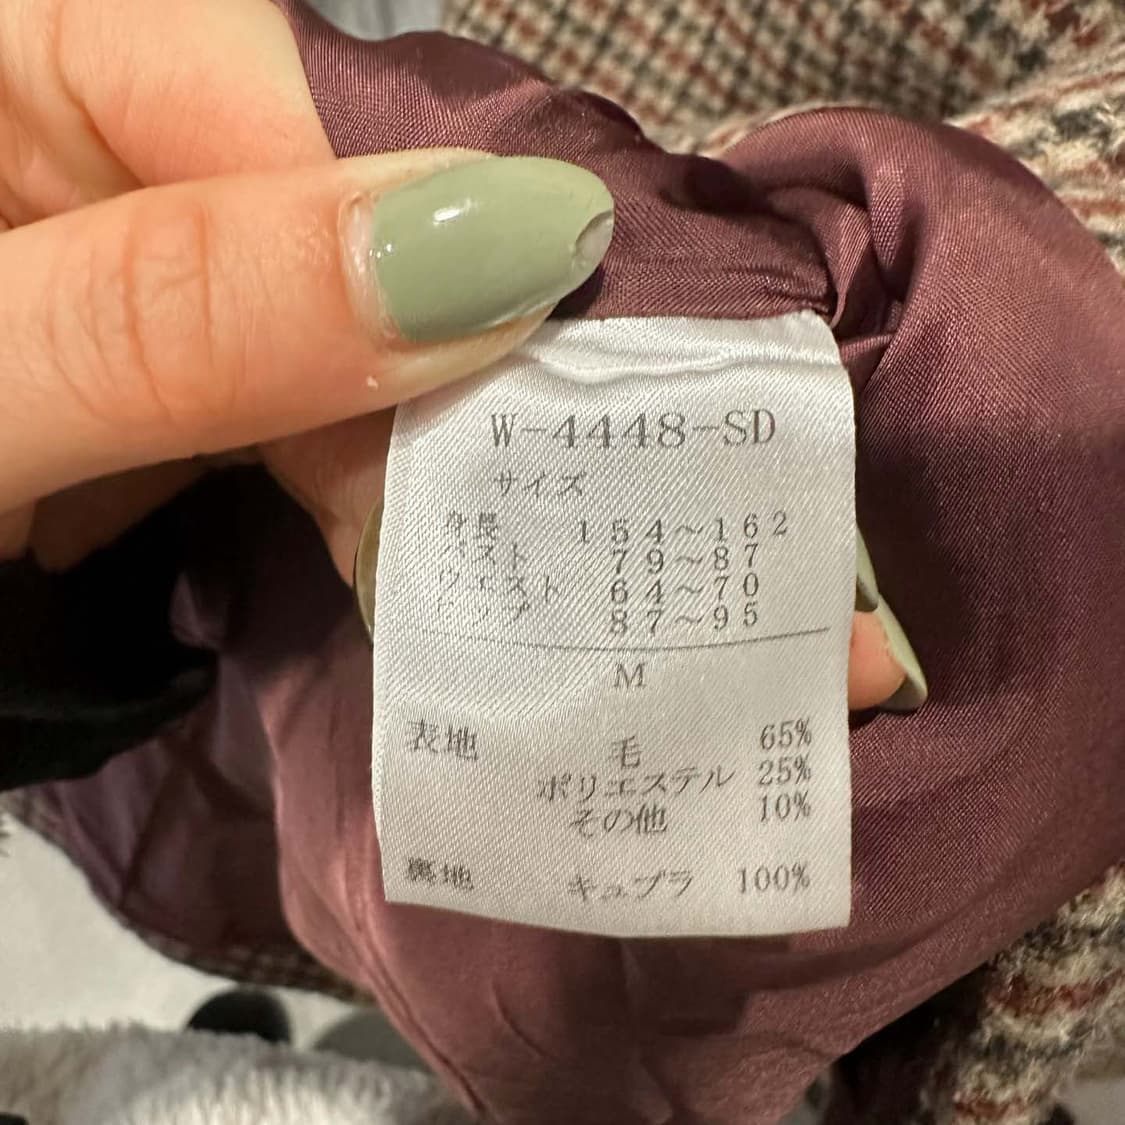 W-4448-SD
サイズ
身長 154～162
バスト 79～87
ウエスト 64～70
ヒップ 87～95
M
表地 毛 65%
ポリエステル 25%
その他 10%
裏地 キュプラ 100%